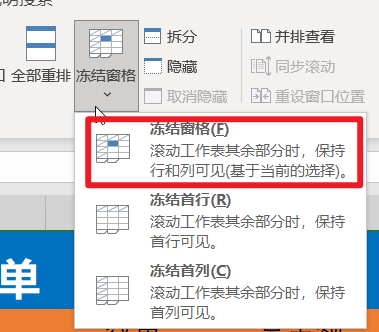 全部重排
冻结窗格
拆分
隐藏
取消隐藏
并排查看
同步滚动
重设窗口位置
冻结窗格(F)
滚动工作表其余部分时，保持
行和列可见(基于当前的选择)。
冻结首行(R)
滚动工作表其余部分时，保持
首行可见。
冻结首列(C)
滚动工作表其余部分时，保持
首列可见。
单